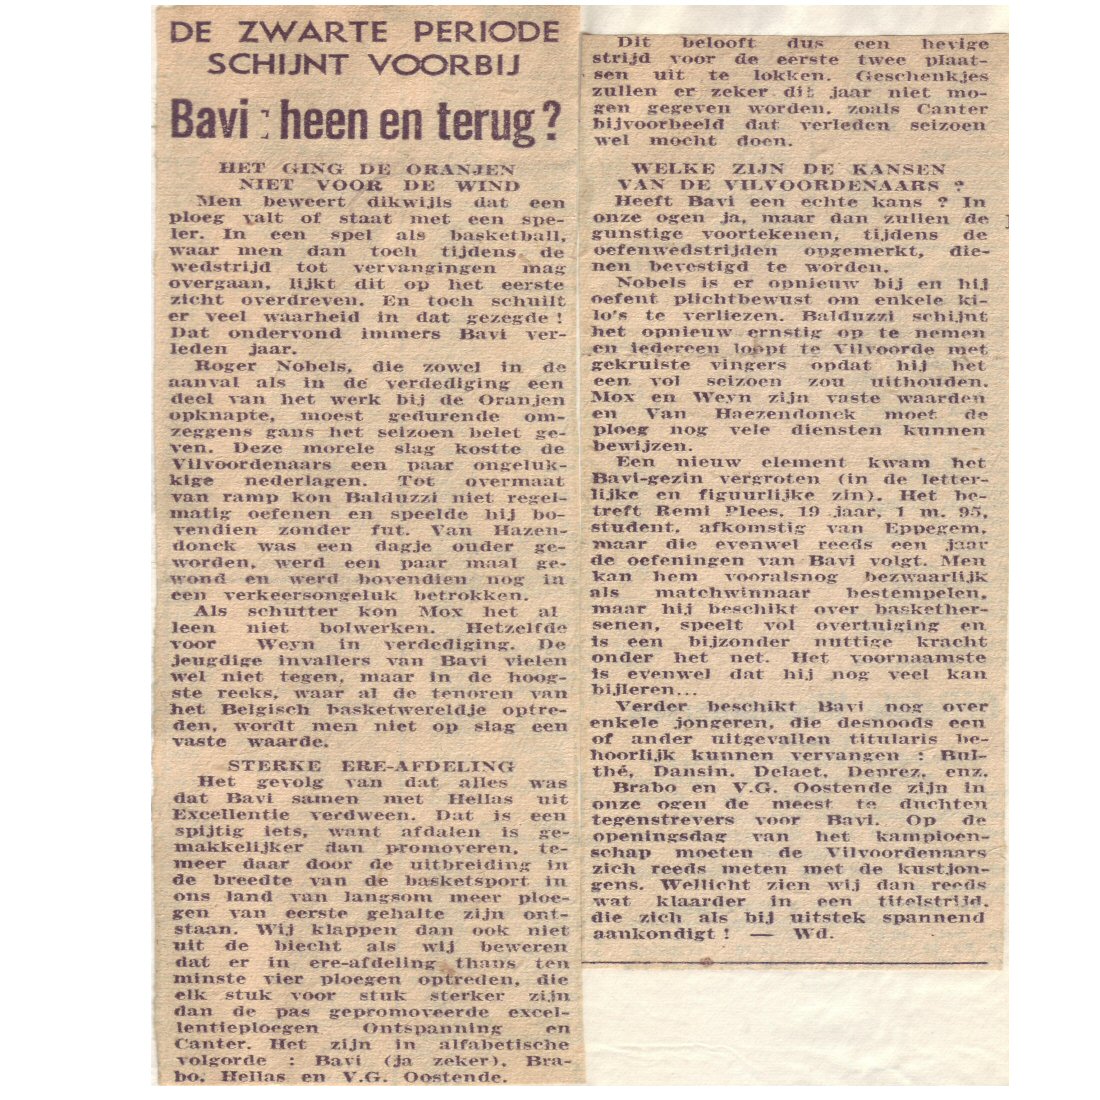 DE ZWARTE PERIODE
SCHIJNT VOORBIJ
Bavi : heen en terug ?
HET GING DE ORANJEN
NIET VOOR DE WIND
Men beweert dikwijls dat een
ploeg valt of staat met een spe-
ler. In een spel als basketball,
waar men dan toch tijdens de
wedstrijd tot vervangingen mag
overgaan, lijkt dit op het eerste
zicht overdreven. En toch schuilt
er veel waarheid in dat gezegde !
Dat ondervond immers Bavi ver-
leden jaar.
Roger Nobels, die zowel in de
aanval als in de verdediging een
deel van het werk bij de Oranjen
opknapte, moest gedurende om-
zeggens gans het seizoen belet ge-
ven. Deze morele slag kostte de
Vilvoordenaars een paar ongeluk-
kige nederlagen. Tot overmaat
van ramp kon Balduzzi niet regel-
matig oefenen en speelde hij bo-
vendien zonder fut. Van Hazen-
donck was een dagje ouder ge-
worden, werd een paar maal ge-
wond en werd bovendien nog in
een verkeersongeluk betrokken.
Als schutter kon Mox het al
leen niet bolwerken. Hetzelfde
voor Weyn in verdediging. De
jeugdige invallers van Bavi vielen
wel niet tegen, maar in de hoog-
ste reeks, waar al de tenoren van
het Belgisch basketwereldje optre-
den, wordt men niet op slag een
vaste waarde.
STERKE ERE-AFDELING
Het gevolg van dat alles was
dat Bavi samen met Hellas uit
Excellentie verdween. Dat is een
spijtig iets, want afdalen is ge-
makkelijker dan promoveren, te-
meer daar door de uitbreiding in
de breedte van de basketsport in
ons land van langsom meer ploe-
gen van eerste gehalte zijn ont-
staan. Wij klappen dan ook niet
uit de biecht als wij beweren
dat er in ere-afdeling thans ten
minste vier ploegen optreden, die
elk stuk voor stuk sterker zijn
dan de pas gepromoveerde excel-
lentieploegen Ontspanning en
Canter. Het zijn in alfabetische
volgorde : Bavi (ja zeker), Bra-
bo, Hellas en V.G. Oostende.
Dit belooft dus een hevige
strijd voor de eerste twee plaat-
sen uit te lokken. Geschenkjes
zullen er zeker dit jaar niet mo-
gen gegeven worden, zoals Canter
bijvoorbeeld dat verleden seizoen
wel mocht doen.
WELKE ZIJN DE KANSEN
VAN DE VILVOORDENAARS ?
Heeft Bavi een echte kans ? In
onze ogen ja, maar dan zullen de
gunstige voortekenen, tijdens de
oefenwedstrijden opgemerkt, die-
nen bevestigd te worden.
Nobels is er opnieuw bij en hij
oefent plichtbewust om enkele ki-
lo's te verliezen. Balduzzi schijnt
het opnieuw ernstig op te nemen
en iedereen loopt te Vilvoorde met
gekruiste vingers opdat hij het
een vol seizoen zou uithouden.
Mox en Weyn zijn vaste waarden
en Van Haezendonck moet de
ploeg nog vele diensten kunnen
bewijzen.
Een nieuw element kwam het
Bavi-gezin vergroten (in de letter-
lijke en figuurlijke zin). Het be-
treft Remi Plees, 19 jaar, 1 m. 95,
student, afkomstig van Eppegem,
maar die evenwel reeds een jaar
de oefeningen van Bavi volgt. Men
kan hem vooralsnog bezwaarlijk
als matchwinnaar bestempelen,
maar hij beschikt over baskether-
senen, speelt vol overtuiging en
is een bijzonder nuttige kracht
onder het net. Het voornaamste
is evenwel dat hij nog veel kan
bijleren...
Verder beschikt Bavi nog over
enkele jongeren, die desnoods een
of ander uitgevallen titularis be-
hoorlijk kunnen vervangen : Bul-
thé, Dansin, Delaet, Deprez, enz.
Brabo en V.G. Oostende zijn in
onze ogen de meest te duchten
tegenstrevers voor Bavi. Op de
openingsdag van het kampioen-
schap moeten de Vilvoordenaars
zich reeds meten met de kustjon-
gens. Wellicht zien wij dan reeds
wat klaarder in een titelstrijd,
die zich als bij uitstek spannend
aankondigt ! — Wd.